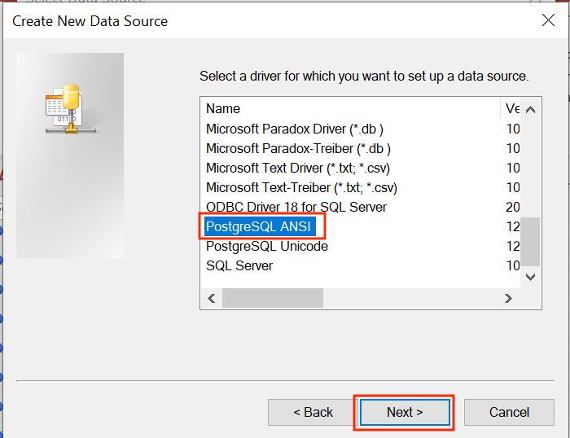 Select Data Source
Create New Data Source
Select a driver for which you want to set up a data source.
Name Ve
Microsoft Paradox Driver (*.db ) 10
Microsoft Paradox-Treiber (*.db ) 10
Microsoft Text Driver (*.txt; *.csv) 10
Microsoft Text-Treiber (*.txt; *.csv) 10
ODBC Driver 18 for SQL Server 20
PostgreSQL ANSI 12
PostgreSQL Unicode 12
SQL Server 10
< Back Next > Cancel